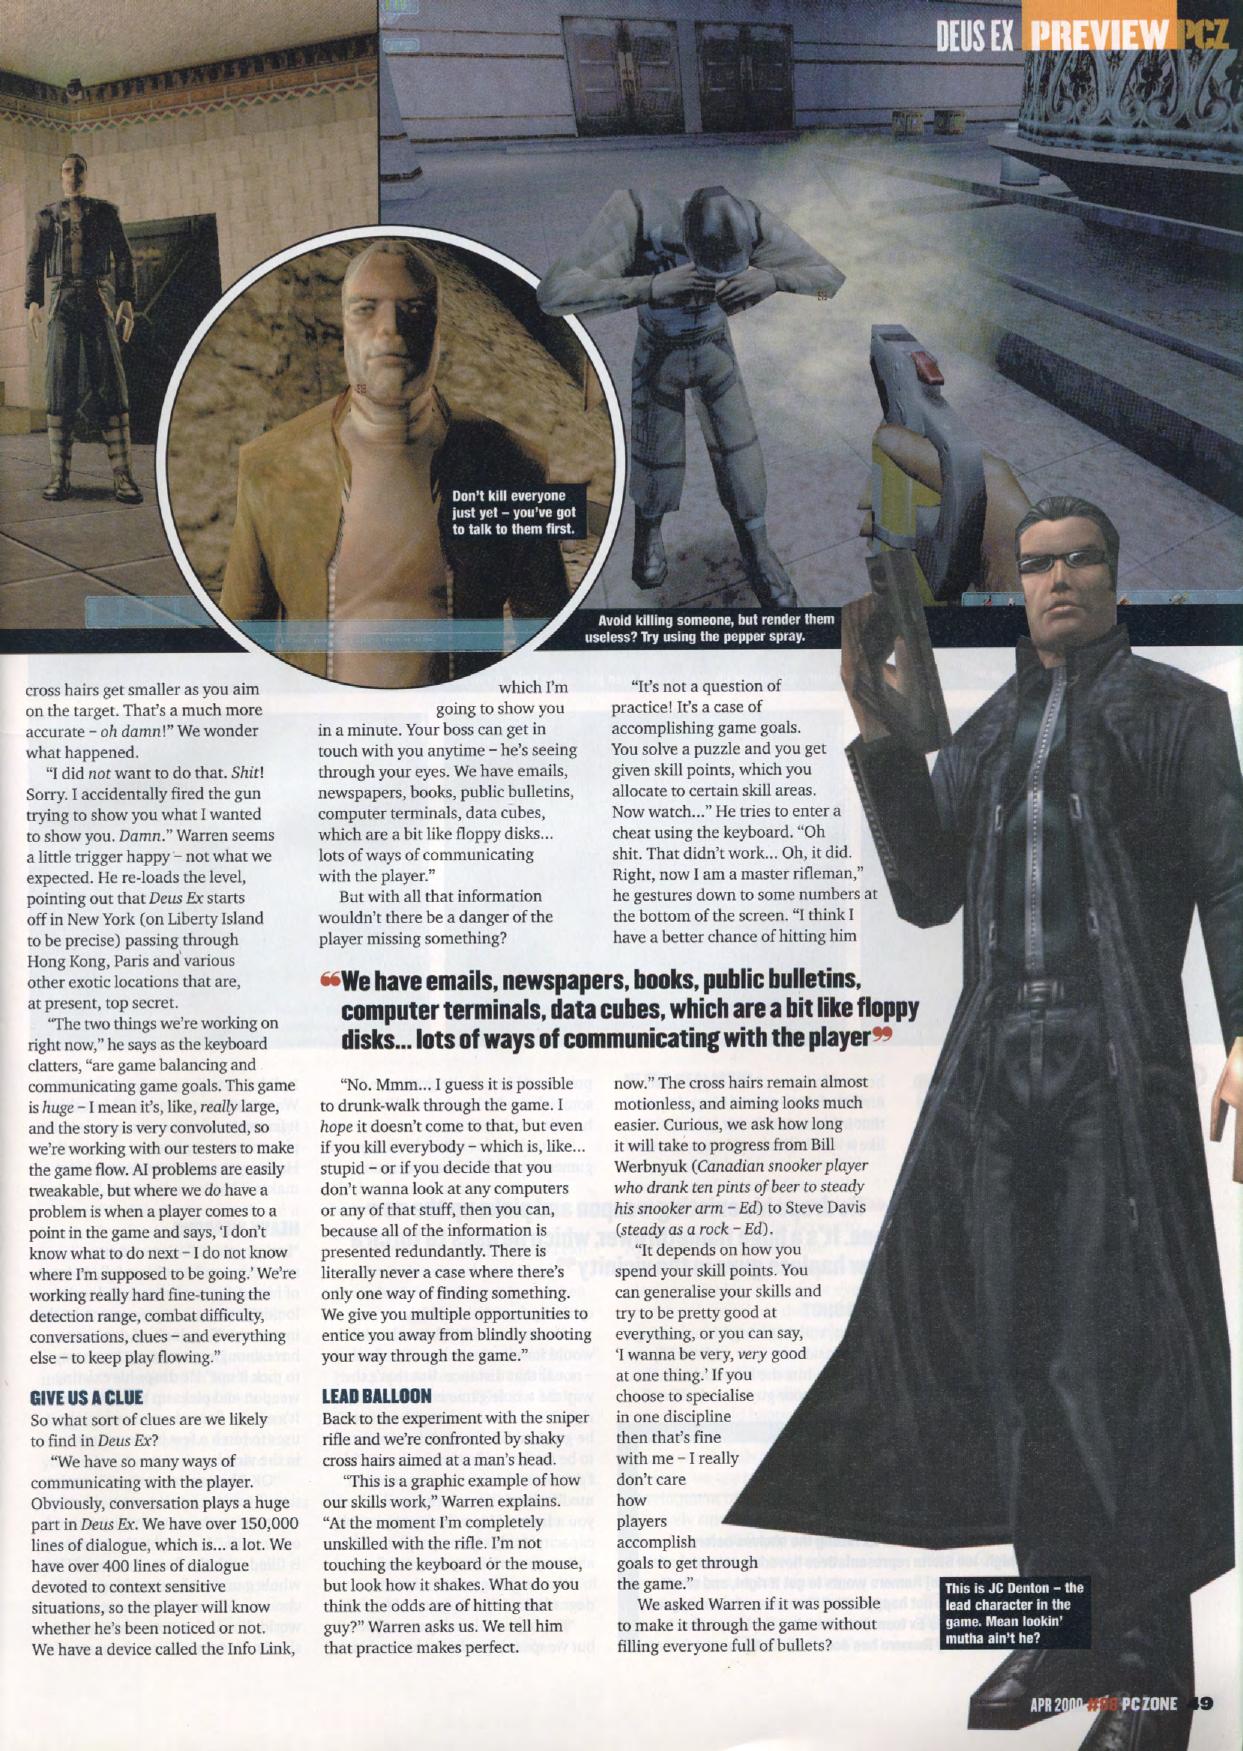 DEUS EX PREVIEW PCZ
Don't kill everyone
just yet – you've got
to talk to them first.
Avoid killing someone, but render them
useless? Try using the pepper spray.
cross hairs get smaller as you aim
on the target. That's a much more
accurate – oh damn!” We wonder
what happened.
“I did not want to do that. Shit!
Sorry. I accidentally fired the gun
trying to show you what I wanted
to show you. Damn.” Warren seems
a little trigger happy – not what we
expected. He re-loads the level,
pointing out that Deus Ex starts
off in New York (on Liberty Island
to be precise) passing through
Hong Kong, Paris and various
other exotic locations that are,
at present, top secret.
“The two things we're working on
right now,” he says as the keyboard
clatters, “are game balancing and
communicating game goals. This game
is huge – I mean it's, like, really large,
and the story is very convoluted, so
we're working with our testers to make
the game flow. AI problems are easily
tweakable, but where we do have a
problem is when a player comes to a
point in the game and says, ‘I don't
know what to do next – I do not know
where I'm supposed to be going.’ We're
working really hard fine-tuning the
detection range, combat difficulty,
conversations, clues – and everything
else – to keep play flowing.”
GIVE US A CLUE
So what sort of clues are we likely
to find in Deus Ex?
“We have so many ways of
communicating with the player.
Obviously, conversation plays a huge
part in Deus Ex. We have over 150,000
lines of dialogue, which is... a lot. We
have over 400 lines of dialogue
devoted to context sensitive
situations, so the player will know
whether he's been noticed or not.
We have a device called the Info Link,
which I'm
going to show you
in a minute. Your boss can get in
touch with you anytime – he's seeing
through your eyes. We have emails,
newspapers, books, public bulletins,
computer terminals, data cubes,
which are a bit like floppy disks...
lots of ways of communicating
with the player.”
But with all that information
wouldn't there be a danger of the
player missing something?
“We have emails, newspapers, books, public bulletins,
computer terminals, data cubes, which are a bit like floppy
disks... lots of ways of communicating with the player”
“No. Mmm... I guess it is possible
to drunk-walk through the game. I
hope it doesn't come to that, but even
if you kill everybody – which is, like...
stupid – or if you decide that you
don't wanna look at any computers
or any of that stuff, then you can,
because all of the information is
presented redundantly. There is
literally never a case where there's
only one way of finding something.
We give you multiple opportunities to
entice you away from blindly shooting
your way through the game.”
LEAD BALLOON
Back to the experiment with the sniper
rifle and we're confronted by shaky
cross hairs aimed at a man's head.
“This is a graphic example of how
our skills work,” Warren explains.
“At the moment I'm completely
unskilled with the rifle. I'm not
touching the keyboard or the mouse,
but look how it shakes. What do you
think the odds are of hitting that
guy?” Warren asks us. We tell him
that practice makes perfect.
“It's not a question of
practice! It's a case of
accomplishing game goals.
You solve a puzzle and you get
given skill points, which you
allocate to certain skill areas.
Now watch...” He tries to enter a
cheat using the keyboard. “Oh
shit. That didn't work... Oh, it did.
Right, now I am a master rifleman,”
he gestures down to some numbers at
the bottom of the screen. “I think I
have a better chance of hitting him
now.” The cross hairs remain almost
motionless, and aiming looks much
easier. Curious, we ask how long
it will take to progress from Bill
Werbnyuk (Canadian snooker player
who drank ten pints of beer to steady
his snooker arm – Ed) to Steve Davis
(steady as a rock – Ed).
“It depends on how you
spend your skill points. You
can generalise your skills and
try to be pretty good at
everything, or you can say,
‘I wanna be very, very good
at one thing.’ If you
choose to specialise
in one discipline
then that's fine
with me – I really
don't care
how
players
accomplish
goals to get through
the game.”
We asked Warren if it was possible
to make it through the game without
filling everyone full of bullets?
This is JC Denton – the
lead character in the
game. Mean lookin'
mutha ain't he?
APR 2000 #88 PC ZONE 49